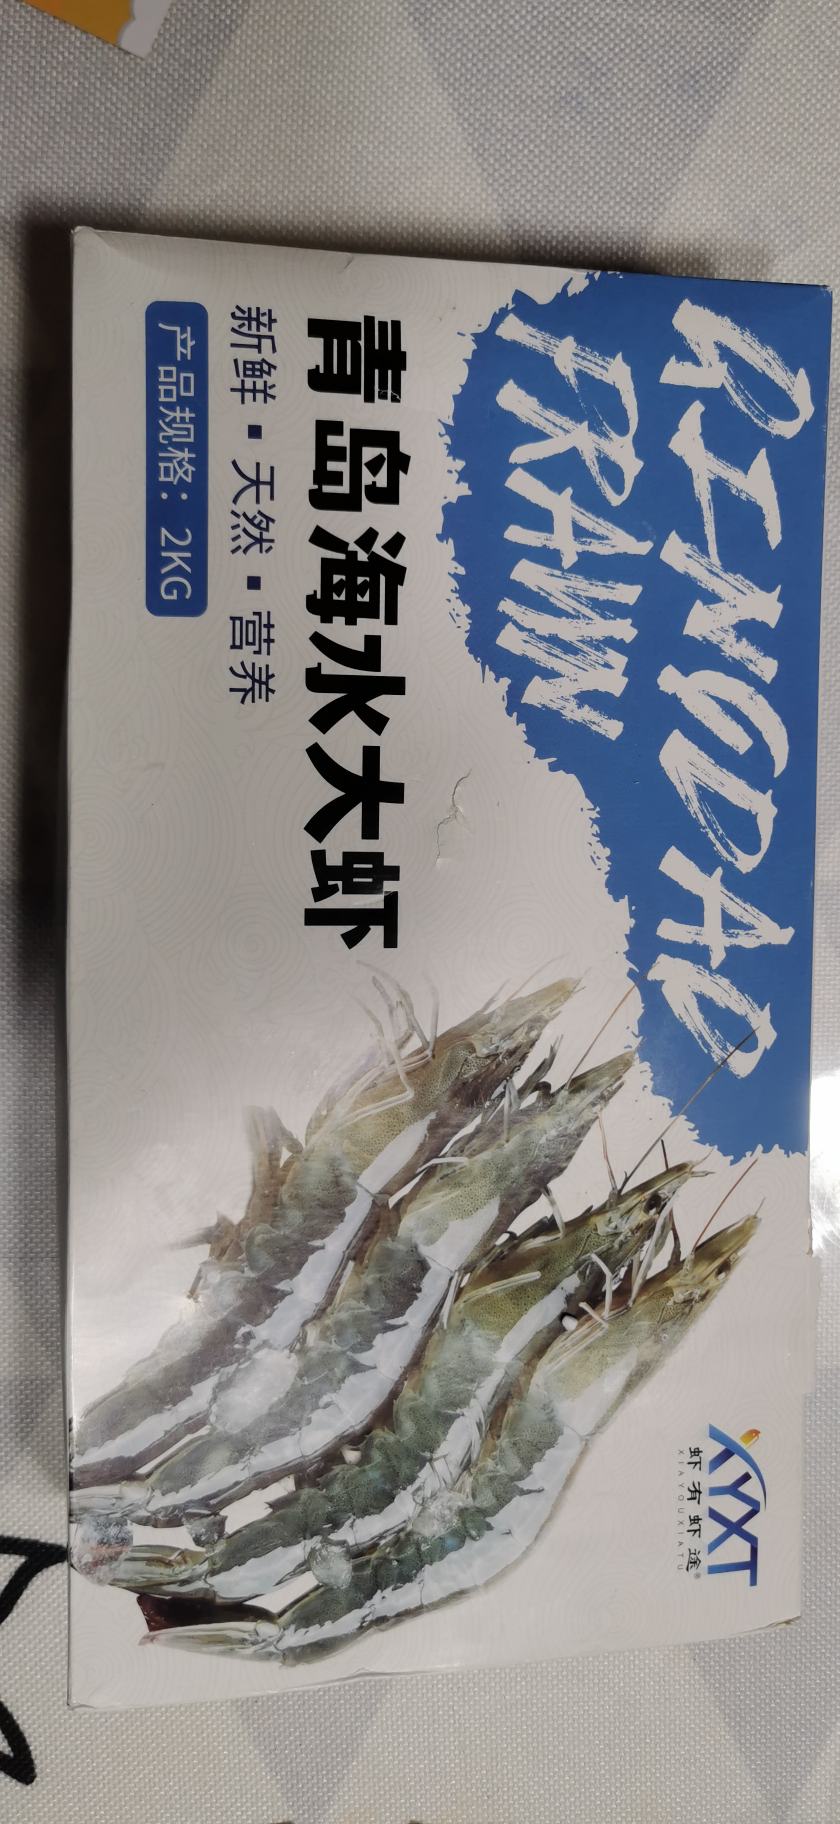 QINGDAO
PRAWN
青岛海水大虾
新鲜·天然·营养
产品规格：2KG
XYXT
虾有虾途®
XIAYOUXIATU